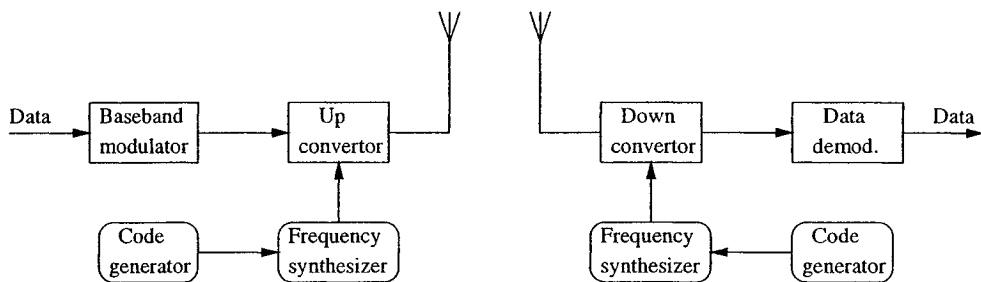 Data
Baseband
modulator
Up
convertor
Down
convertor
Data
demod.
Data
Code
generator
Frequency
synthesizer
Frequency
synthesizer
Code
generator